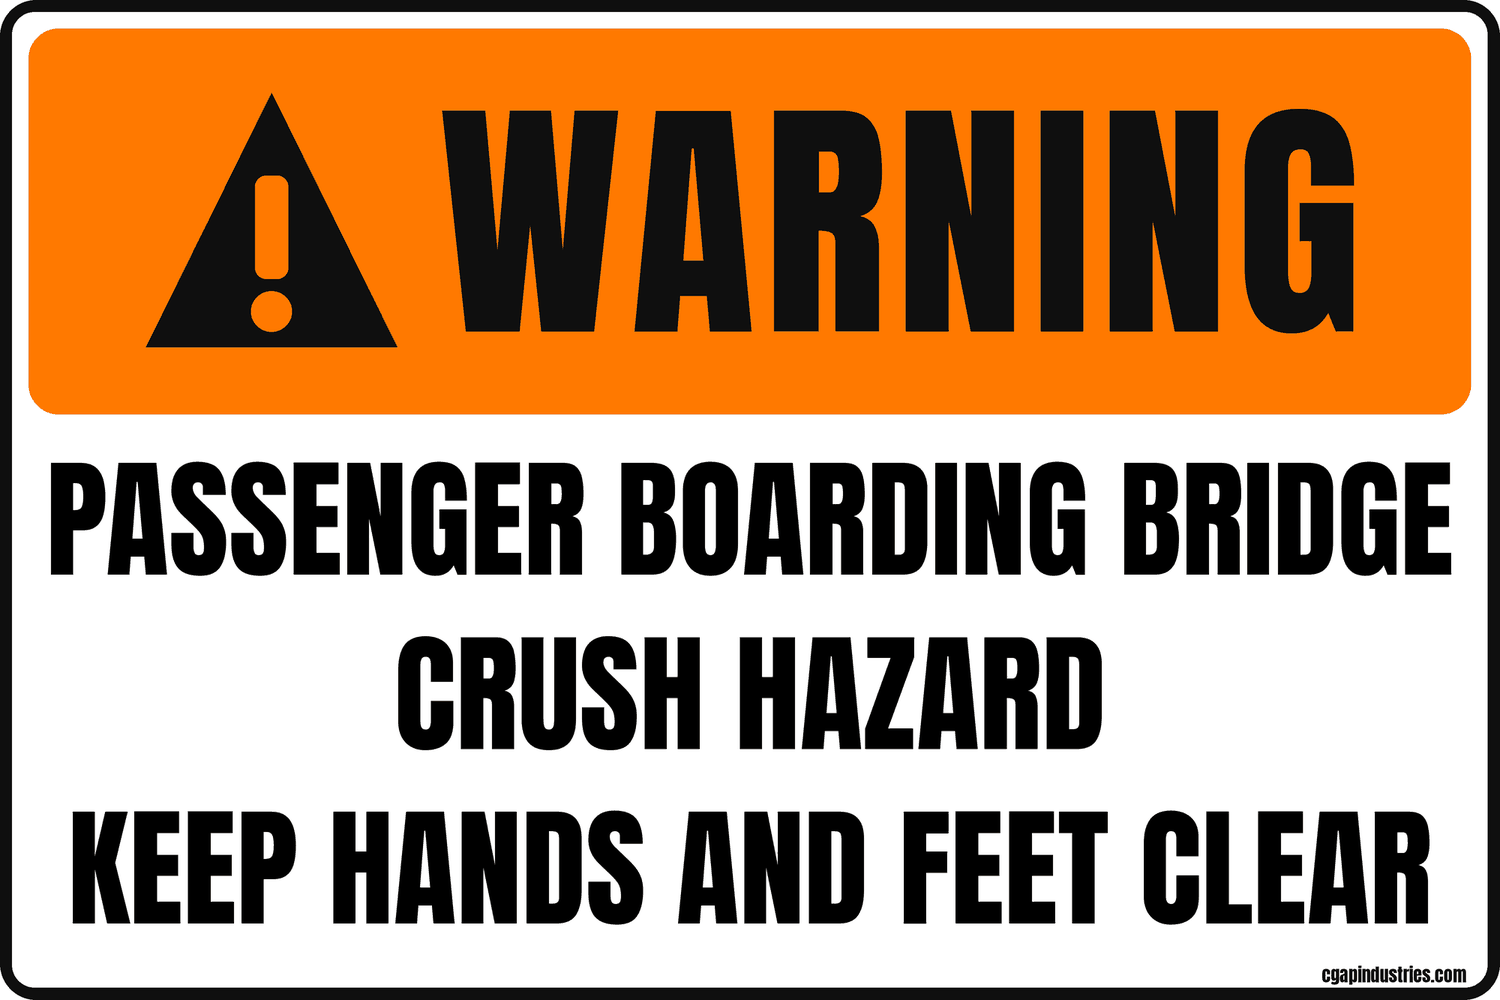 WARNING
PASSENGER BOARDING BRIDGE
CRUSH HAZARD
KEEP HANDS AND FEET CLEAR
cgapindustries.com